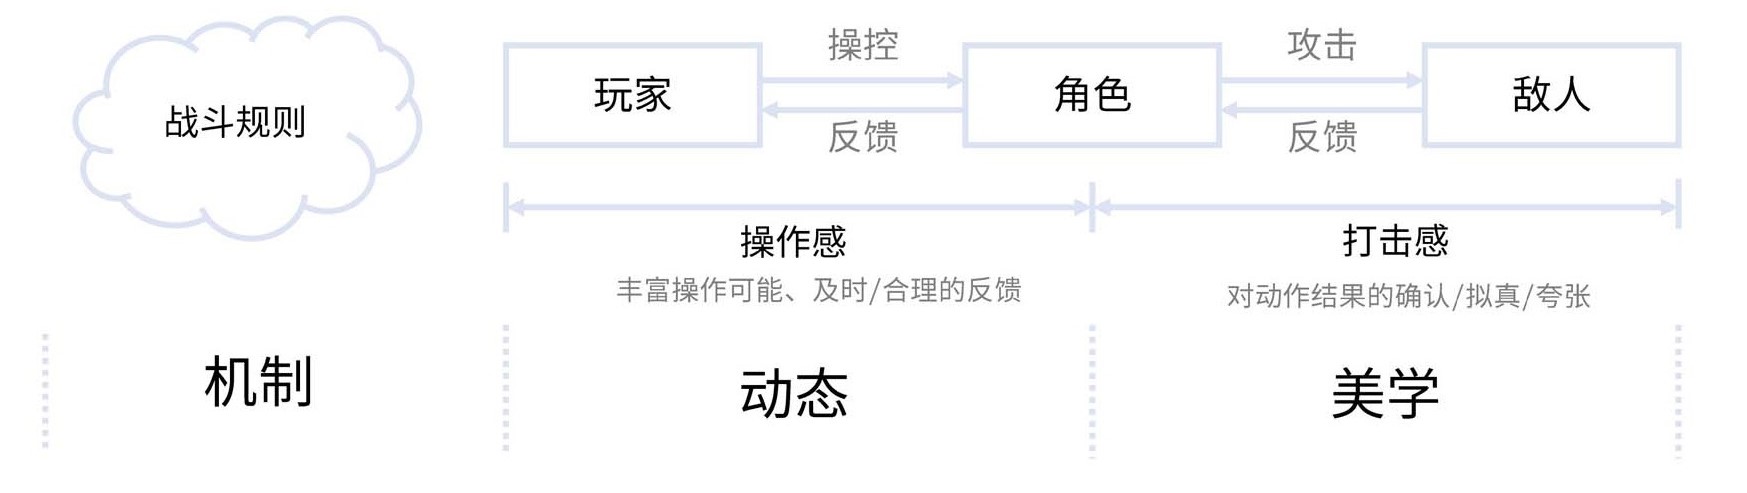 战斗规则
玩家
操控
反馈
角色
攻击
反馈
敌人
操作感
丰富操作可能、及时/合理的反馈
打击感
对动作结果的确认/拟真/夸张
机制
动态
美学